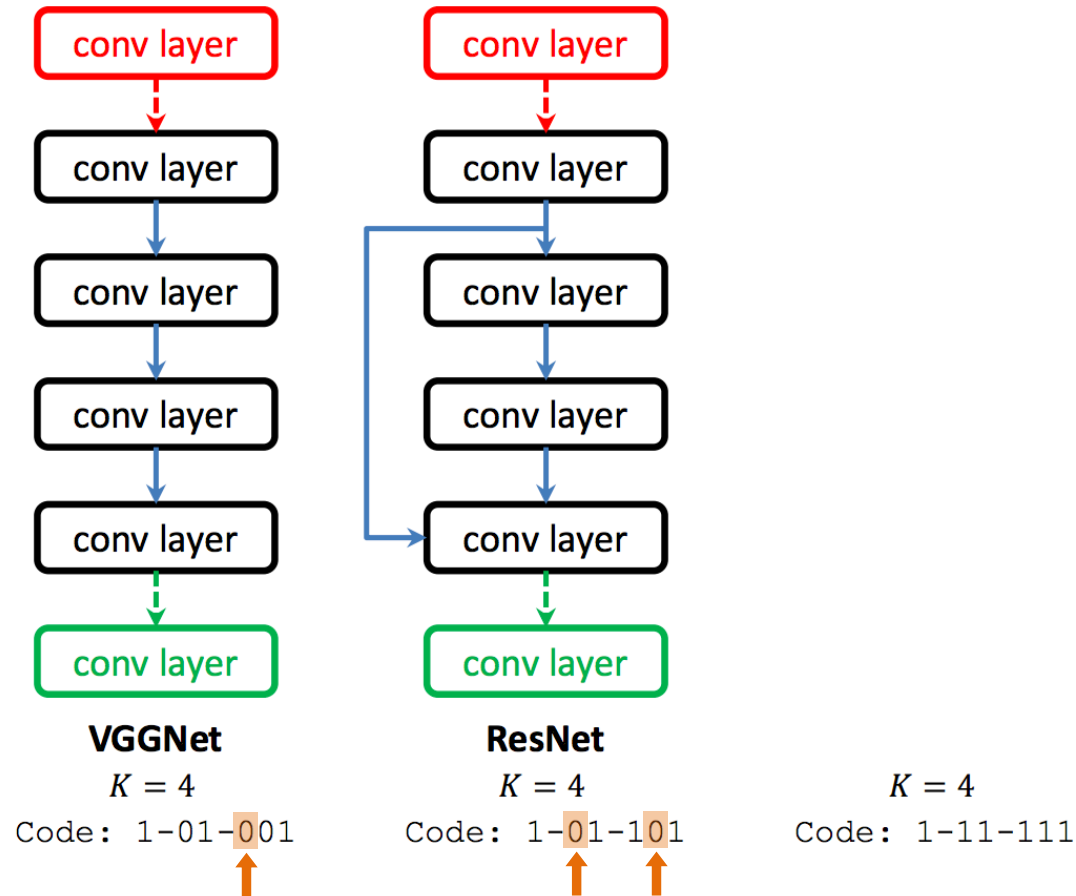 conv layer conv layer
conv layer conv layer
conv layer conv layer
conv layer conv layer
conv layer conv layer
conv layer conv layer
VGGNet ResNet
K = 4 K = 4 K = 4
Code: 1-01-001 Code: 1-01-101 Code: 1-11-111